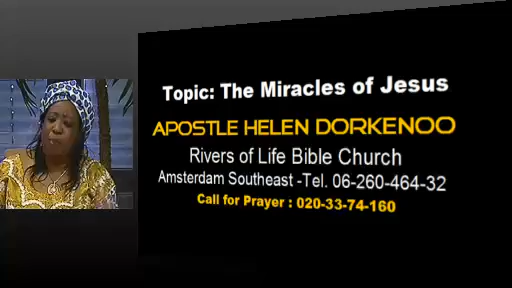 Topic: The Miracles of Jesus
APOSTLE HELEN DORKENOO
Rivers of Life Bible Church
Amsterdam Southeast -Tel. 06-260-464-32
Call for Prayer : 020-33-74-160